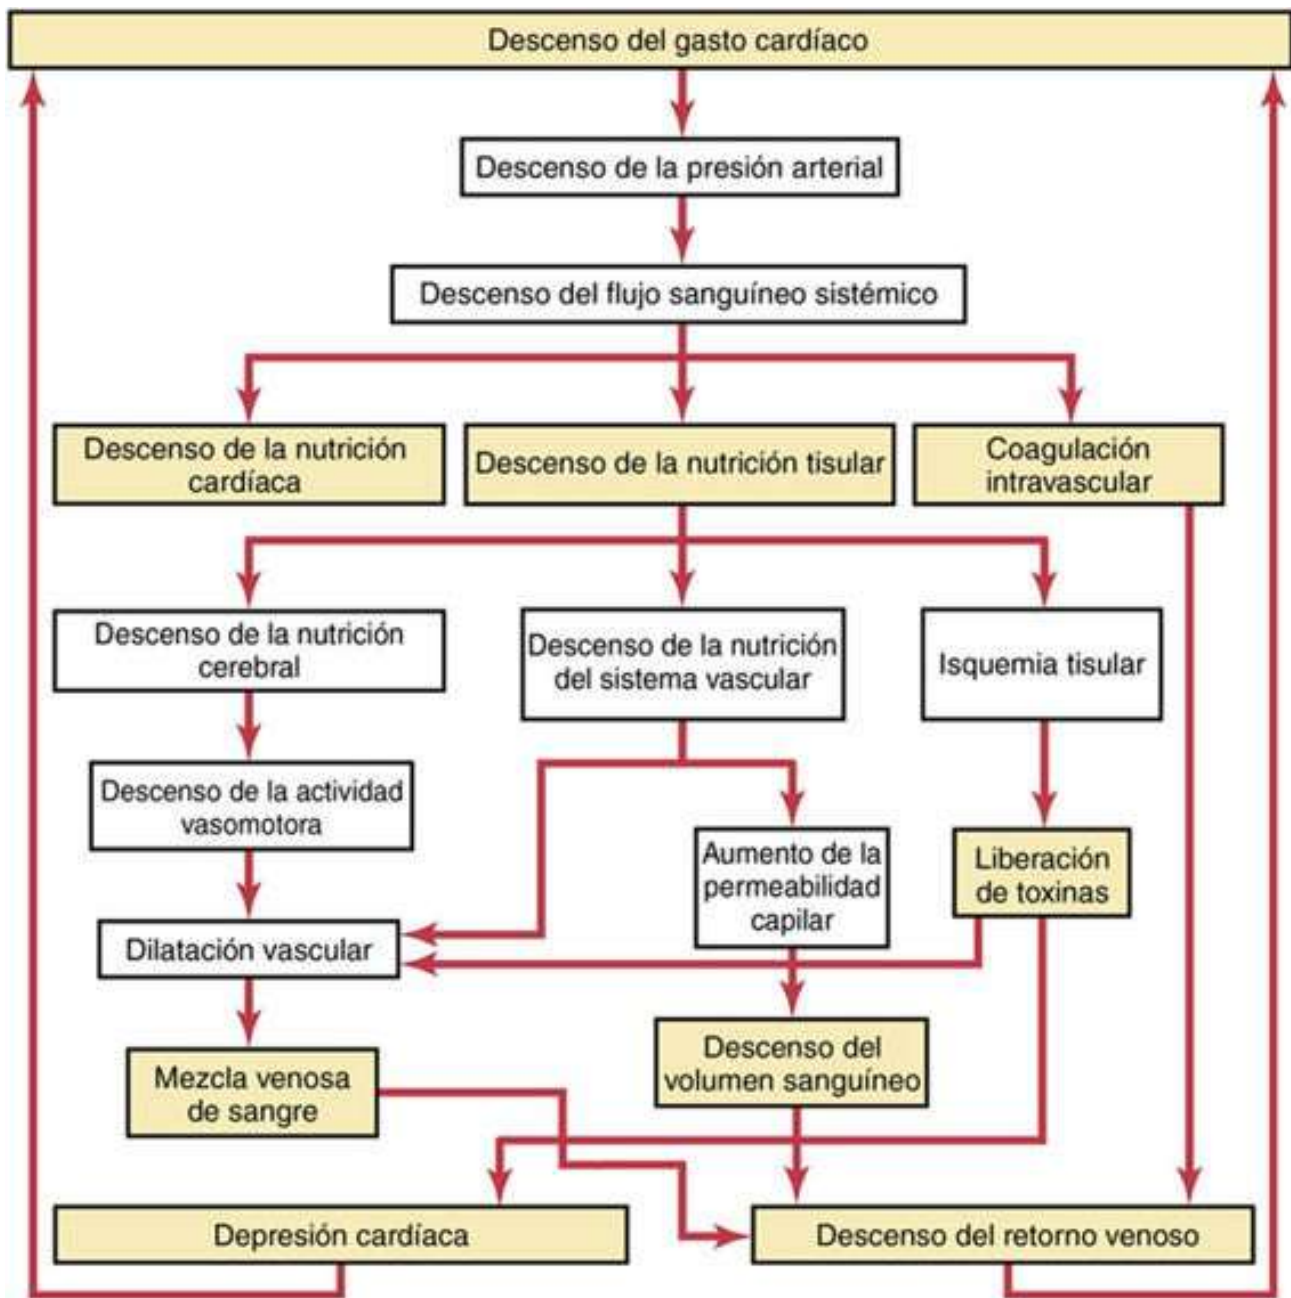 Descenso del gasto cardíaco
Descenso de la presión arterial
Descenso del flujo sanguíneo sistémico
Descenso de la nutrición
cardíaca
Descenso de la nutrición tisular
Coagulación
intravascular
Descenso de la nutrición
cerebral
Descenso de la nutrición
del sistema vascular
Isquemia tisular
Descenso de la actividad
vasomotora
Aumento de la
permeabilidad
capilar
Liberación
de toxinas
Dilatación vascular
Mezcla venosa
de sangre
Descenso del
volumen sanguíneo
Depresión cardíaca
Descenso del retorno venoso